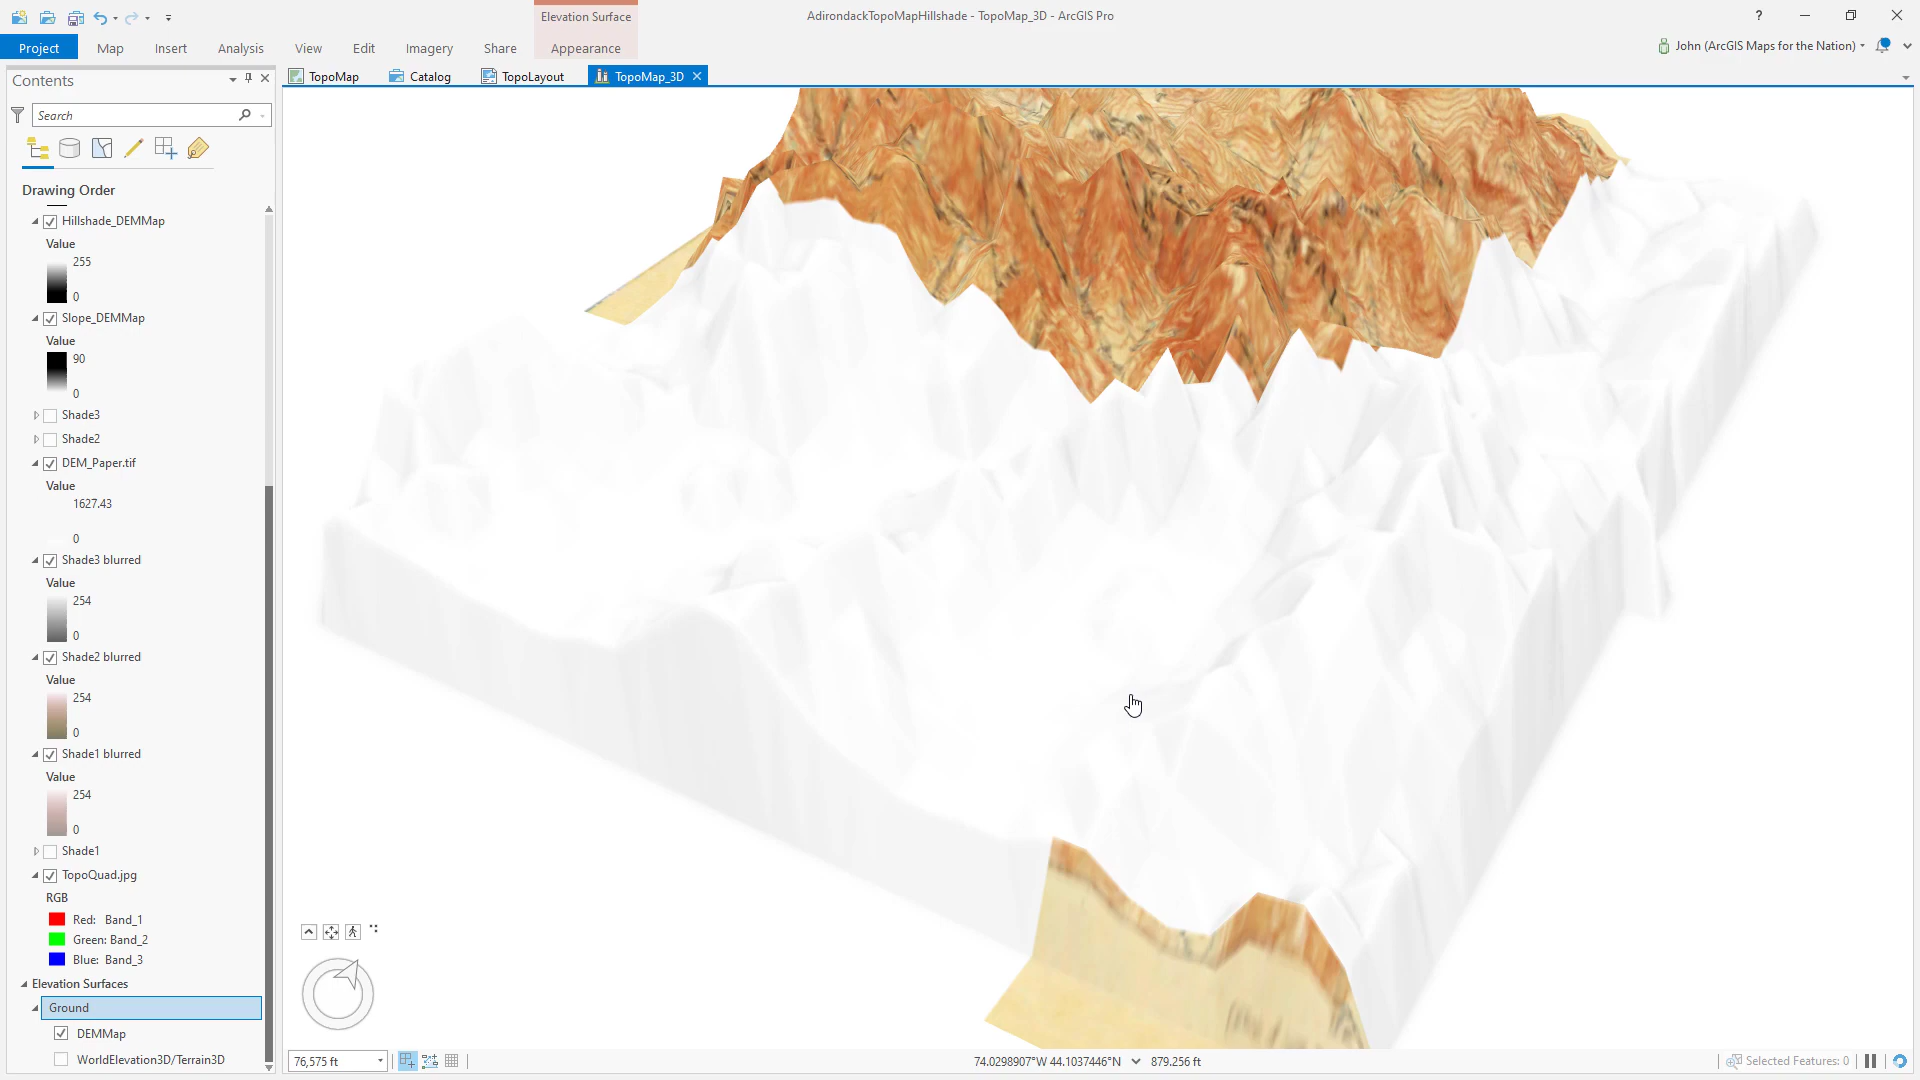 Elevation Surface
AdirondackTopoMapHillshade - TopoMap_3D - ArcGIS Pro
?
Project
Map
Insert
Analysis
View
Edit
Imagery
Share
Appearance
John (ArcGIS Maps for the Nation)
Contents
TopoMap
Catalog
TopoLayout
TopoMap_3D
Search
Drawing Order
Hillshade_DEMMap
Value
255
0
Slope_DEMMap
Value
90
0
Shade3
Shade2
DEM_Paper.tif
Value
1627.43
0
Shade3 blurred
Value
254
0
Shade2 blurred
Value
254
0
Shade1 blurred
Value
254
0
Shade1
TopoQuad.jpg
RGB
Red: Band_1
Green: Band_2
Blue: Band_3
Elevation Surfaces
Ground
DEMMap
WorldElevation3D/Terrain3D
76,575 ft
74.0298907°W 44.1037446°N
879.256 ft
Selected Features: 0